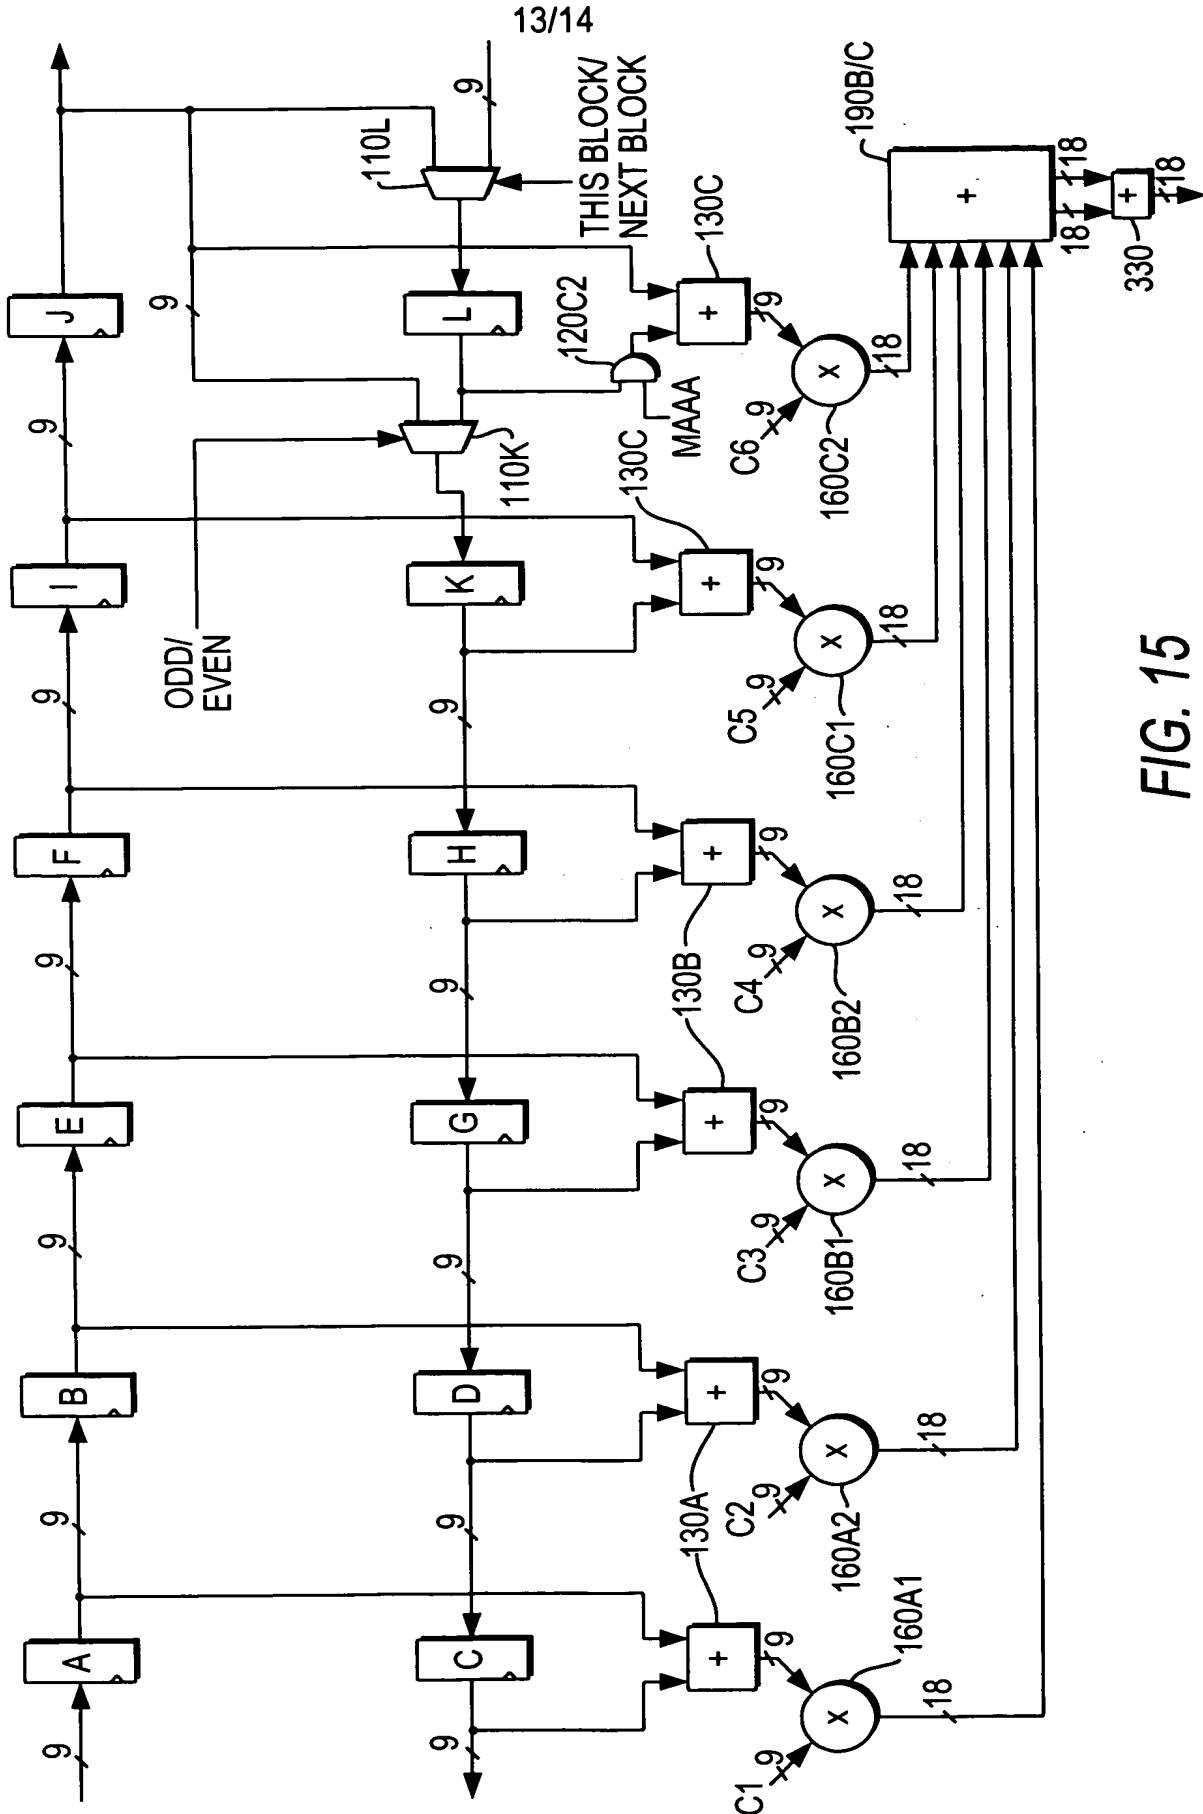 13/14
J
I
F
E
B
A
9
9
9
9
9
9
9
9
110L
THIS BLOCK/
NEXT BLOCK
ODD/
EVEN
110K
L
K
H
G
D
C
9
9
9
9
9
120C2
MAAA
130C
130C
130B
130A
+
+
+
+
+
+
9
9
9
9
9
9
C6
C5
C4
C3
C2
C1
9
9
9
9
9
9
X
X
X
X
X
X
160C2
160C1
160B2
160B1
160A2
160A1
18
18
18
18
18
18
190B/C
+
18
18
+
330
18
FIG. 15